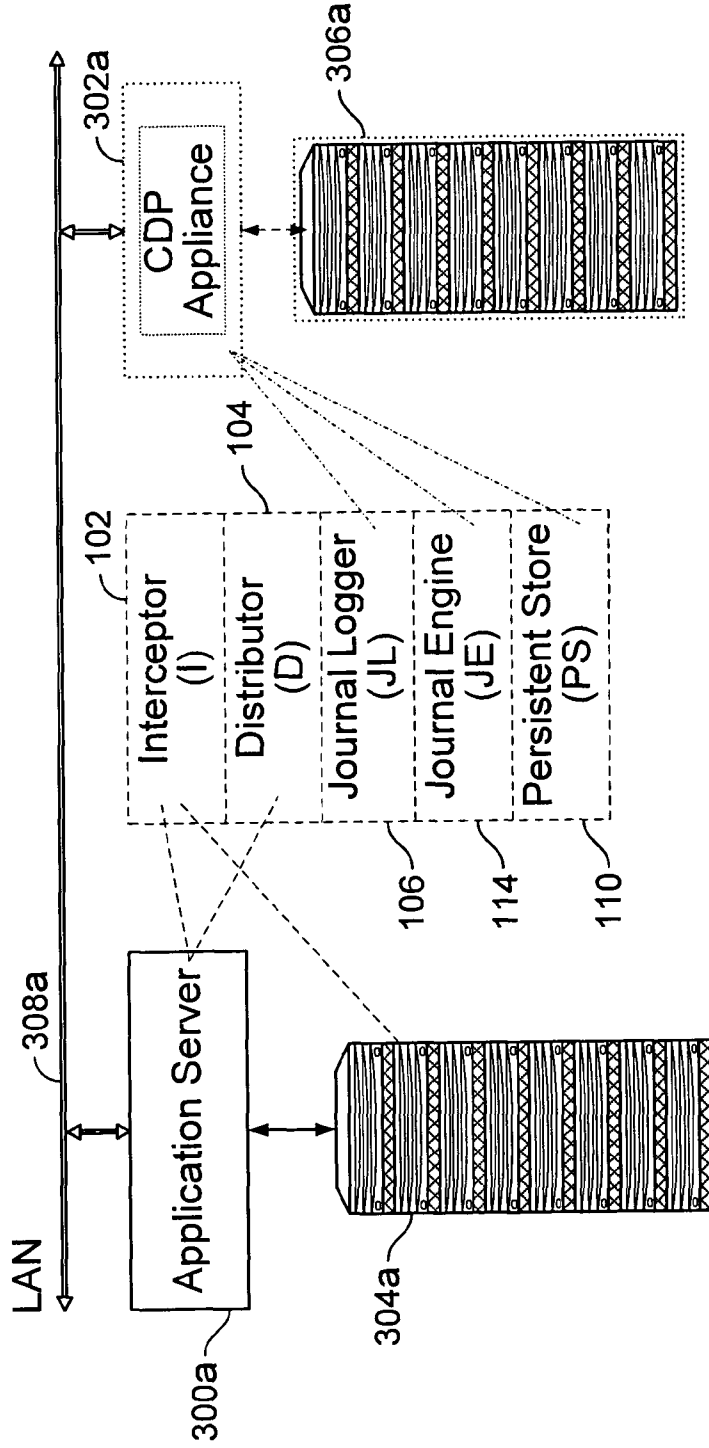 LAN
308a
302a
Application Server
300a
304a
102
104
Interceptor
(I)
Distributor
(D)
Journal Logger
(JL)
Journal Engine
(JE)
Persistent Store
(PS)
106
114
110
CDP
Appliance
306a